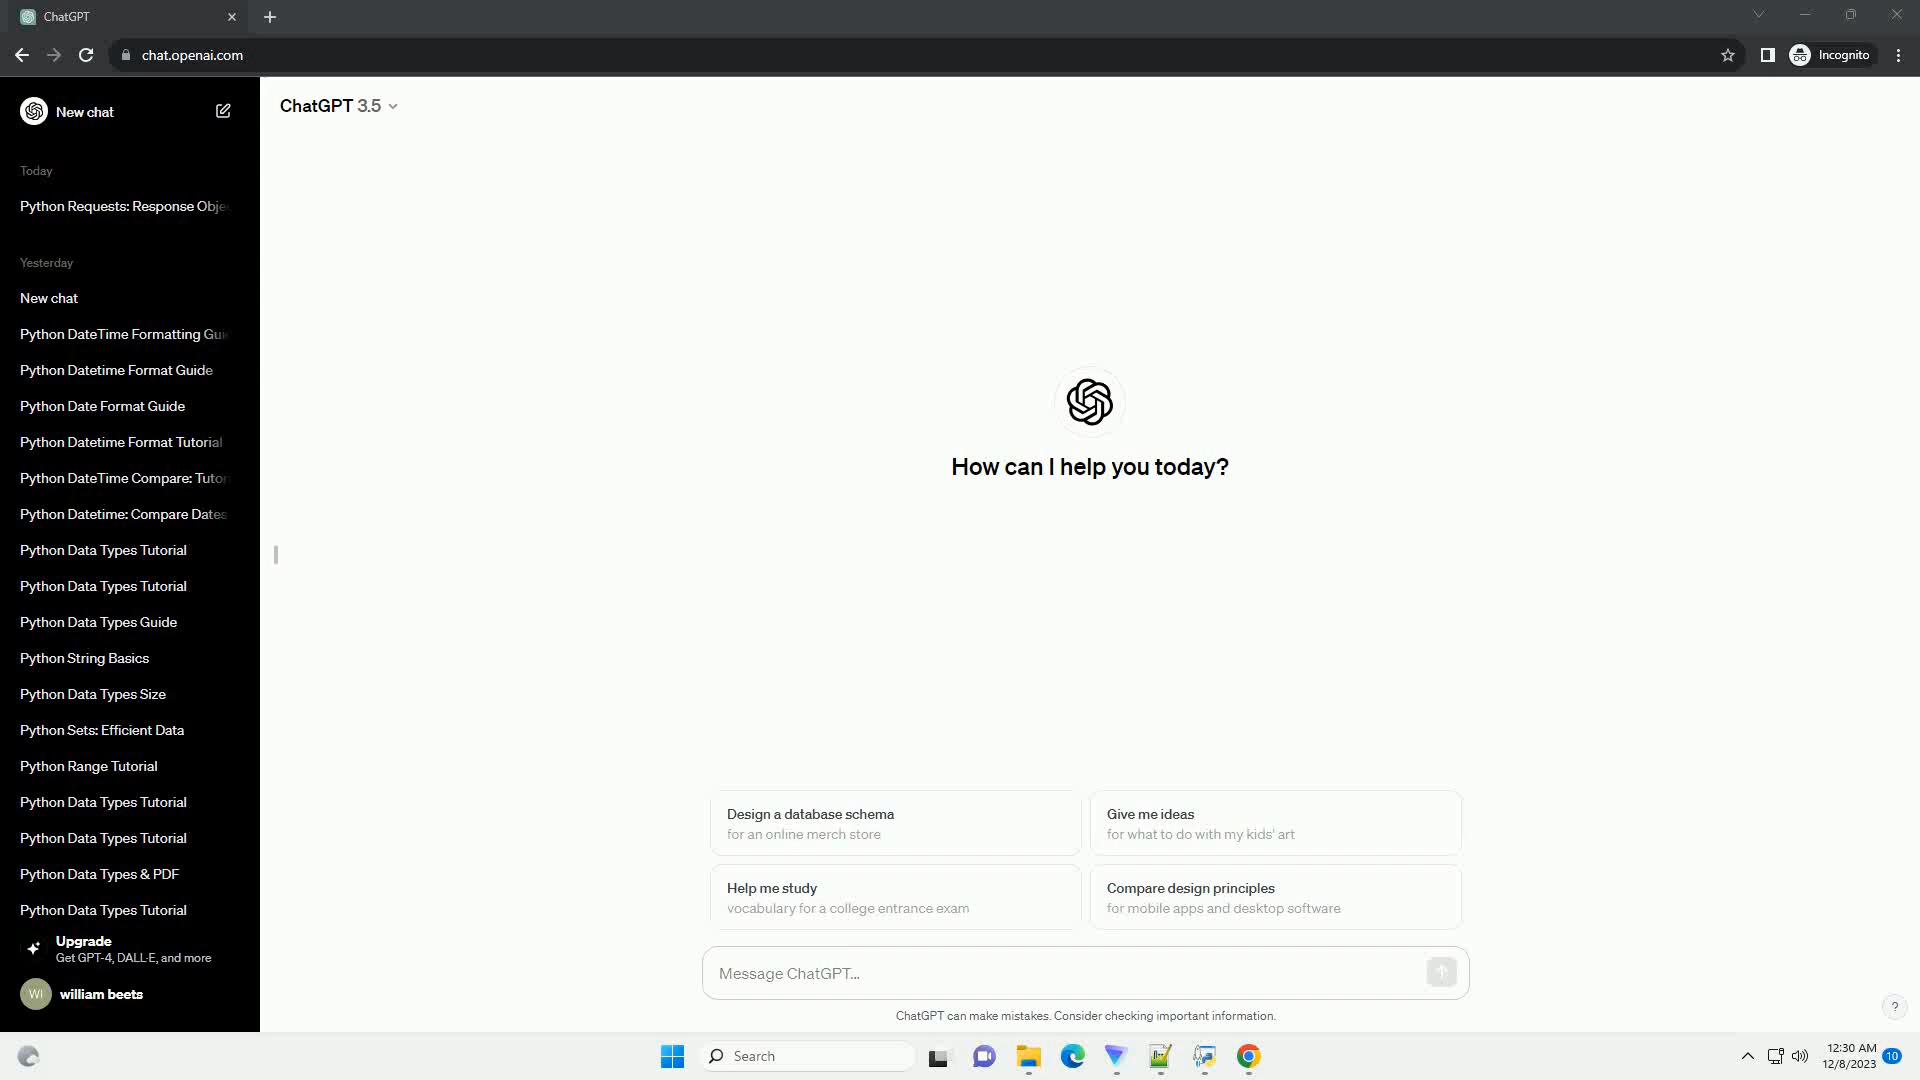 ChatGPT
chat.openai.com
Incognito
New chat
ChatGPT 3.5
Today
Python Requests: Response Obje
Yesterday
New chat
Python DateTime Formatting Gui
Python Datetime Format Guide
Python Date Format Guide
Python Datetime Format Tutorial
Python DateTime Compare: Tutor
Python Datetime: Compare Dates
Python Data Types Tutorial
Python Data Types Tutorial
Python Data Types Guide
Python String Basics
Python Data Types Size
Python Sets: Efficient Data
Python Range Tutorial
Python Data Types Tutorial
Python Data Types Tutorial
Python Data Types & PDF
Python Data Types Tutorial
Upgrade
Get GPT-4, DALL·E, and more
WI
william beets
How can I help you today?
Design a database schema
for an online merch store
Give me ideas
for what to do with my kids' art
Help me study
vocabulary for a college entrance exam
Compare design principles
for mobile apps and desktop software
Message ChatGPT...
ChatGPT can make mistakes. Consider checking important information.
?
Search
12:30 AM
12/8/2023
10